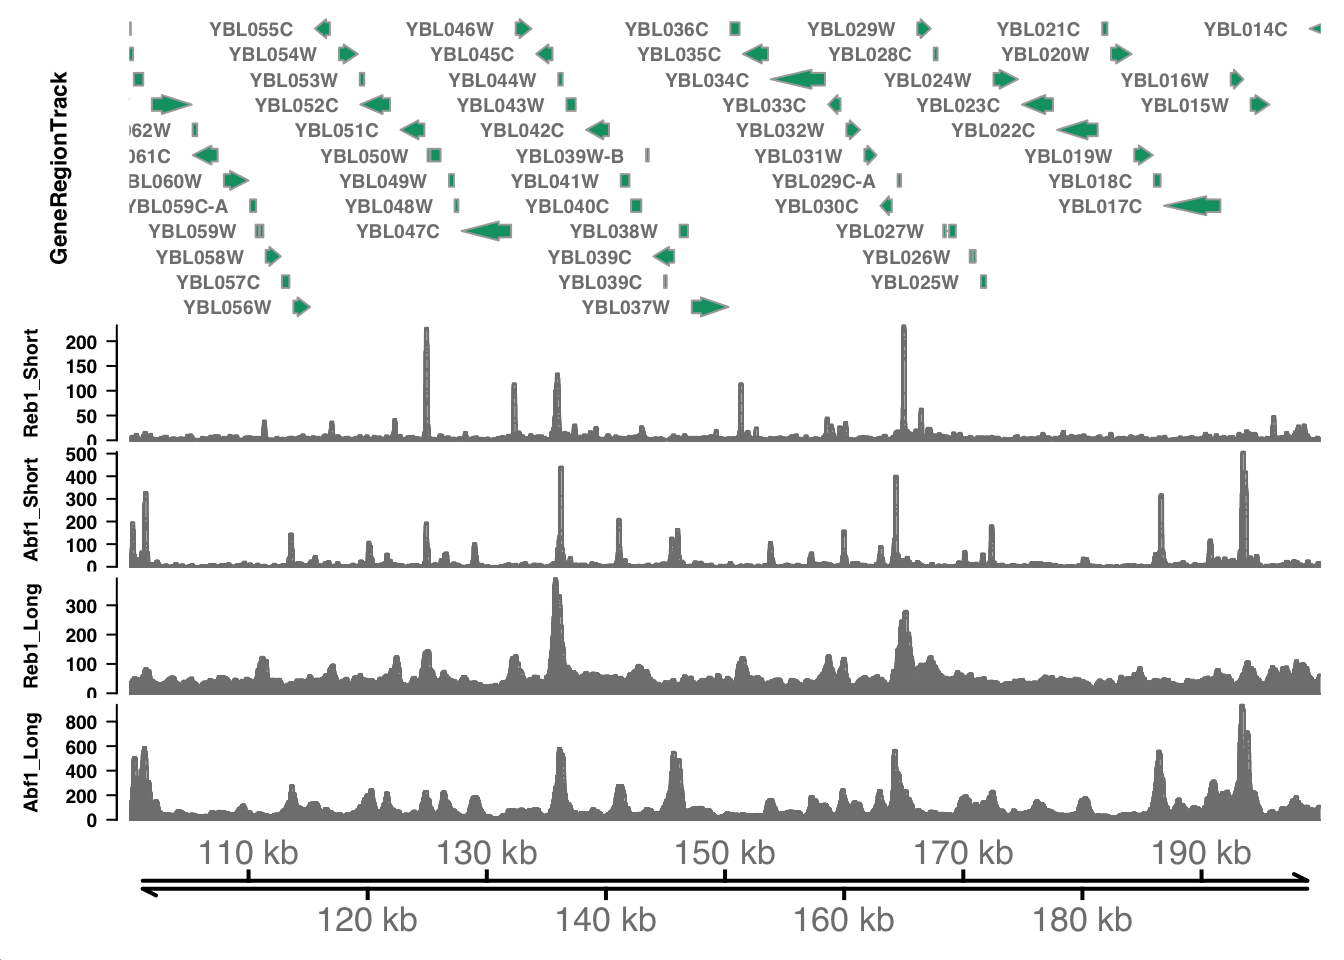 YBL055C YBL046W YBL036C YBL029W YBL021C YBL014C
YBL054W YBL045C YBL035C YBL028C YBL020W
YBL053W YBL044W YBL034C YBL024W YBL016W
YBL052C YBL043W YBL033C YBL023C YBL015W
062W YBL051C YBL042C YBL032W YBL022C
061C YBL050W YBL039W-B YBL031W YBL019W
BL060W YBL049W YBL041W YBL029C-A YBL018C
YBL059C-A YBL048W YBL040C YBL030C YBL017C
YBL059W YBL047C YBL038W YBL027W
YBL058W YBL039C YBL026W
YBL057C YBL039C YBL025W
YBL056W YBL037W
GeneRegionTrack
Reb1_Short
200
150
100
50
0
Abf1_Short
500
400
300
200
100
0
Reb1_Long
300
200
100
0
Abf1_Long
800
600
400
200
0
110 kb 130 kb 150 kb 170 kb 190 kb
120 kb 140 kb 160 kb 180 kb